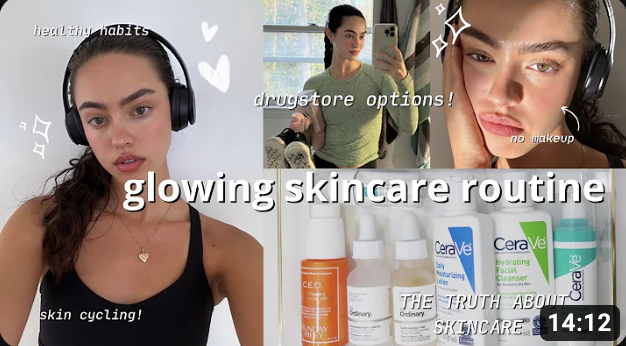 healthy habits
drugstore options!
no makeup
glowing skincare routine
skin cycling!
C.E.O.
SUNDAY
RILEY
Ordinary.
Ordinary.
CeraVe
Daily
Moisturizing
Lotion
CeraVe
Hydrating
Facial
Cleanser
CeraVe
THE TRUTH ABOUT
SKINCARE
14:12